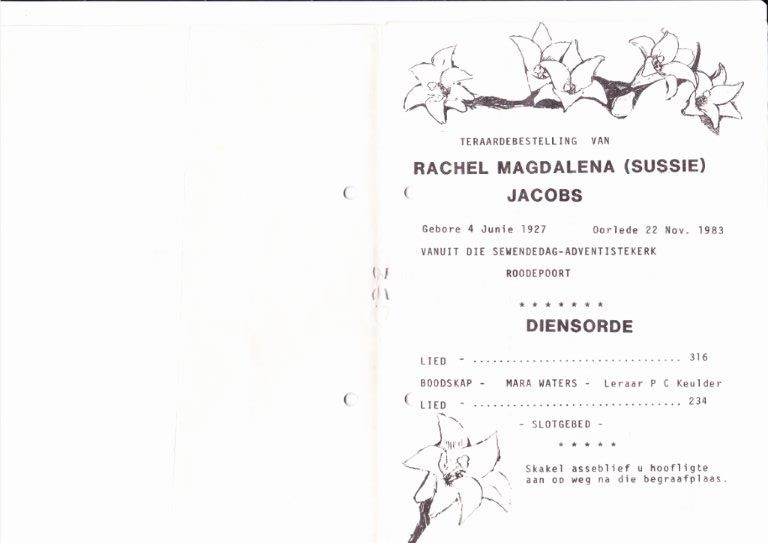 TERAARDEBESTELLING VAN
RACHEL MAGDALENA (SUSSIE)
JACOBS
Gebore 4 Junie 1927 Oorlede 22 Nov. 1983
VANUIT DIE SEWENDEDAG-ADVENTISTEKERK
ROODEPOORT
* * * * * * *
DIENSORDE
LIED - ............................... 316
BOODSKAP - MARA WATERS - Leraar P C Keulder
LIED - ............................... 234
- SLOTGEBED -
* * * * *
Skakel asseblief u hoofligte
aan op weg na die begraafplaas.